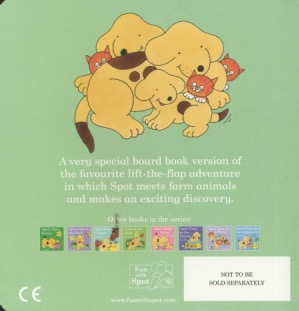 A very special board book version of
the favourite lift-the-flap adventure
in which Spot meets farm animals
and makes an exciting discovery.
Other books in the series:
Fun
with
Spot
www.funwithspot.com
NOT TO BE
SOLD SEPARATELY
CE